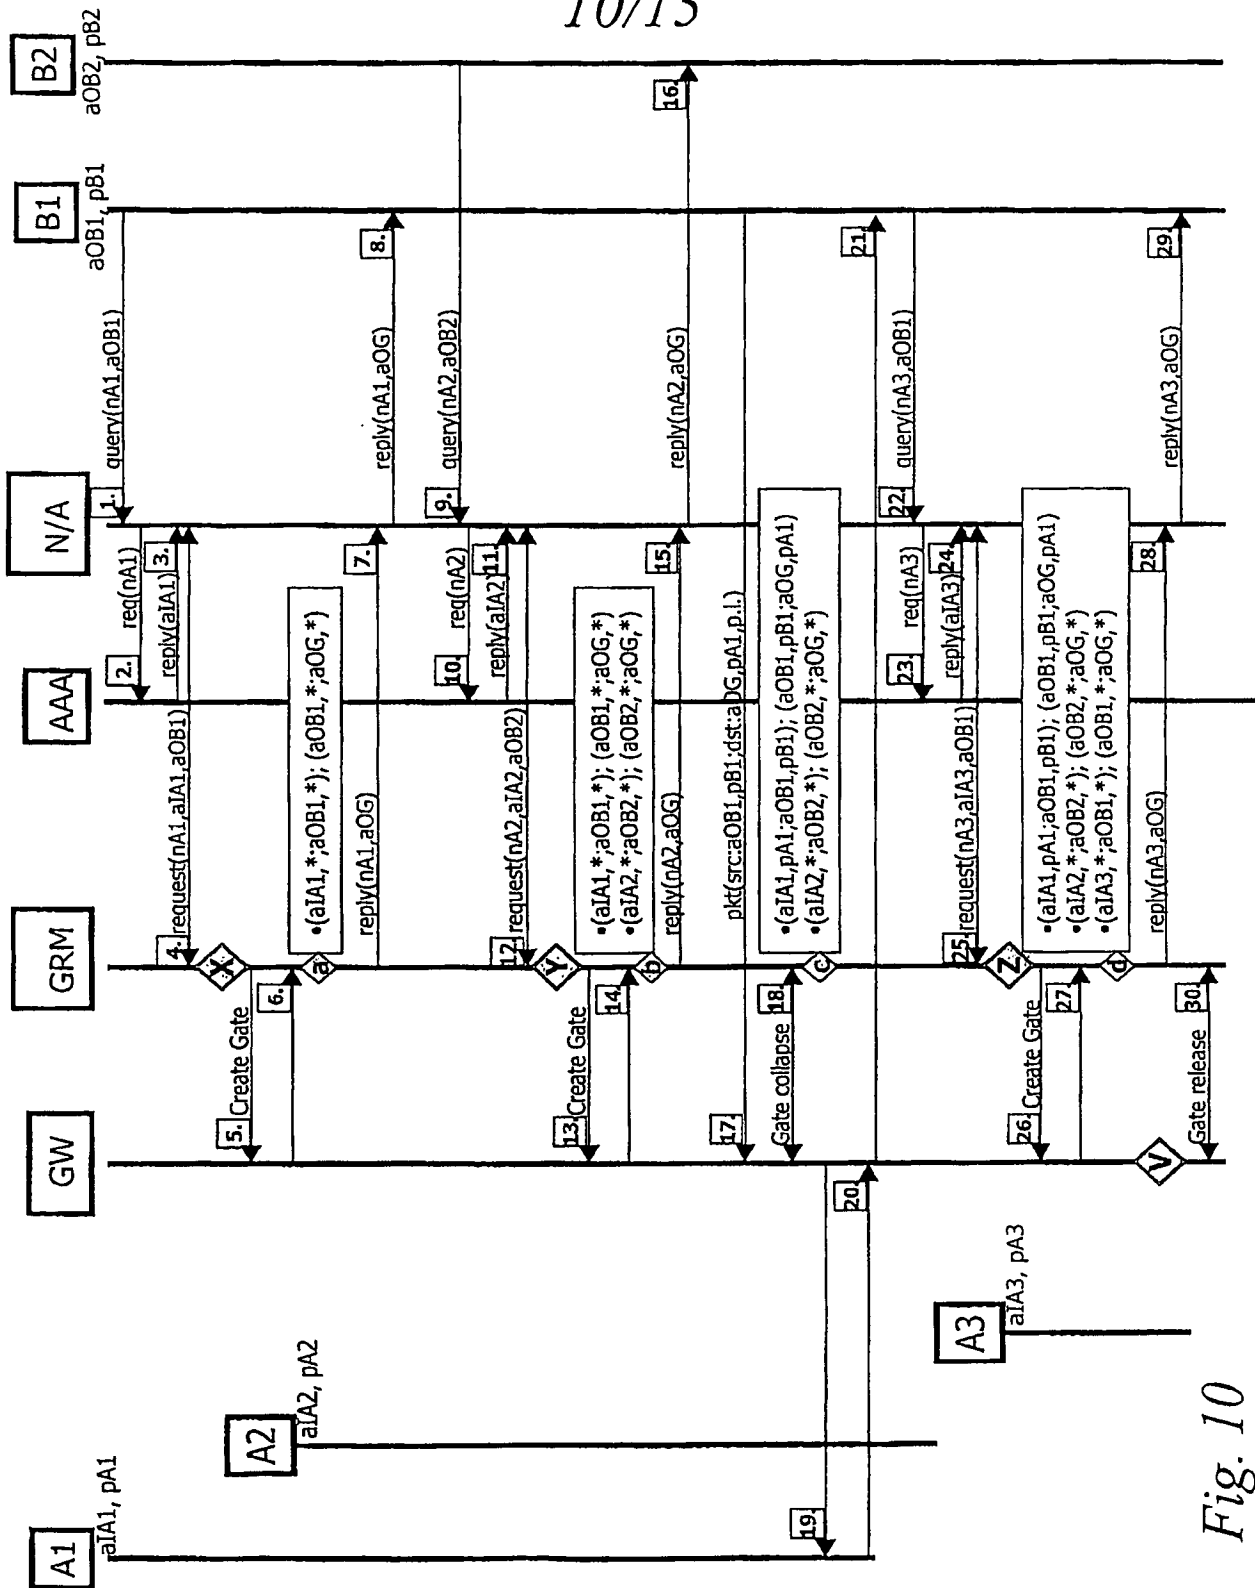 10/15
A1
aIA1, pA1
A2
aIA2, pA2
A3
aIA3, pA3
GW
GRM
AAA
N/A
B1
aOB1, pB1
B2
aOB2, pB2
1. query(nA1,aOB1)
2. req(nA1)
3. reply(aIA1)
4. request(nA1,aIA1,aOB1)
X
5. Create Gate
6.
a
•(aIA1,*;aOB1,*); (aOB1,*;aOG,*)
7. reply(nA1,aOG)
8. reply(nA1,aOG)
9. query(nA2,aOB2)
10. req(nA2)
11. reply(aIA2)
12. request(nA2,aIA2,aOB2)
Y
13. Create Gate
14.
b
•(aIA1,*;aOB1,*); (aOB1,*;aOG,*)
•(aIA2,*;aOB2,*); (aOB2,*;aOG,*)
15. reply(nA2,aOG)
16. reply(nA2,aOG)
17. pkt(src:aOB1,pB1;dst:aOG,pA1,p.l.)
18. Gate collapse
c
•(aIA1,pA1;aOB1,pB1); (aOB1,pB1;aOG,pA1)
•(aIA2,*;aOB2,*); (aOB2,*;aOG,*)
19.
20.
21.
22. query(nA3,aOB1)
23. req(nA3)
24. reply(aIA3)
25. request(nA3,aIA3,aOB1)
Z
26. Create Gate
27.
d
•(aIA1,pA1;aOB1,pB1); (aOB1,pB1;aOG,pA1)
•(aIA2,*;aOB2,*); (aOB2,*;aOG,*)
•(aIA3,*;aOB1,*); (aOB1,*;aOG,*)
28. reply(nA3,aOG)
29. reply(nA3,aOG)
V
30. Gate release
Fig. 10